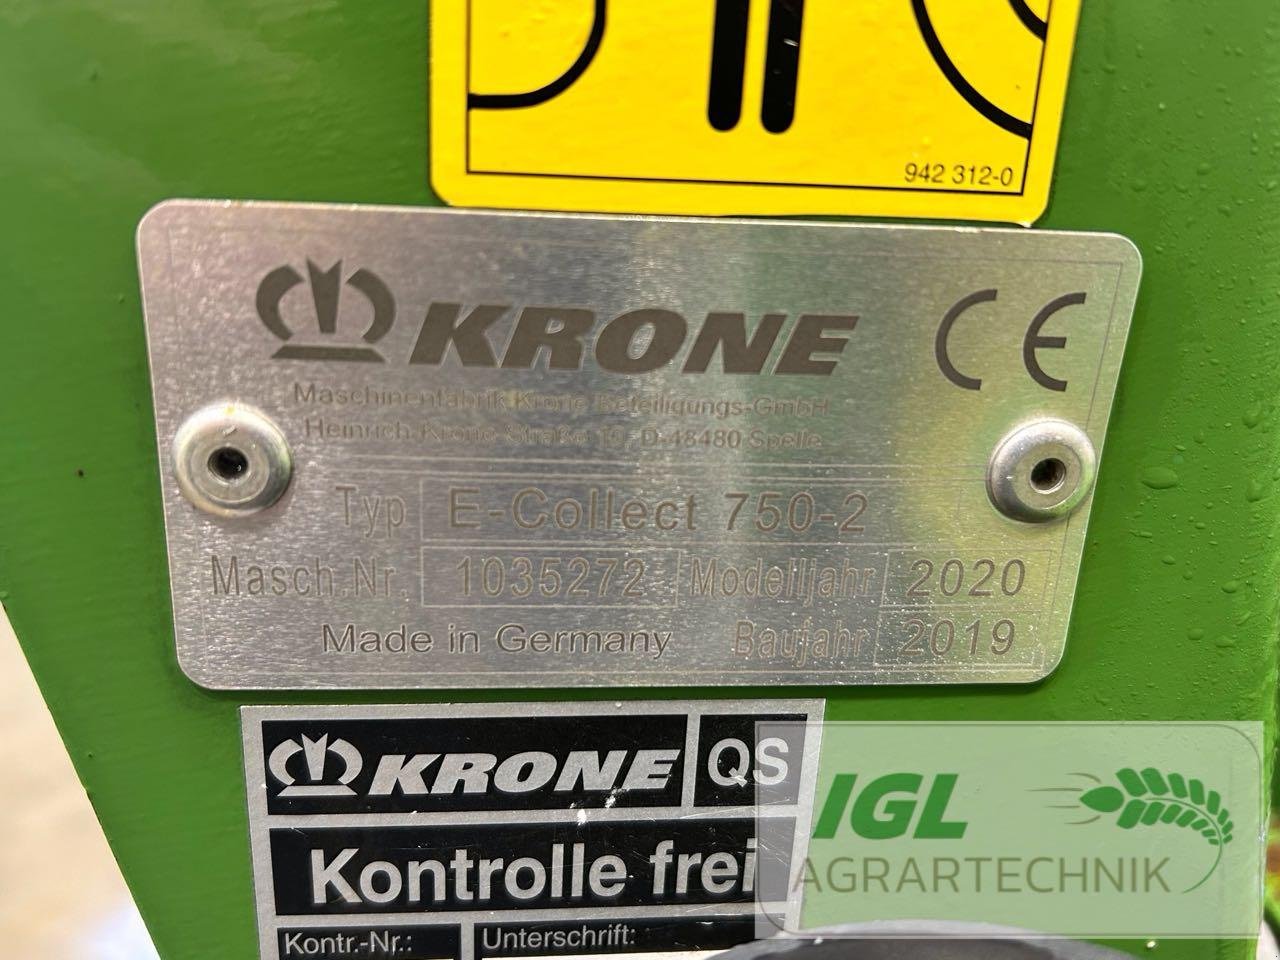 942 312-0
KRONE CE
Maschinenfabrik Krone Beteiligungs-GmbH
Heinrich-Krone-Straße 10, D-48480 Spelle
Typ E-Collect 750-2
Masch.Nr. 1035272 Modelljahr 2020
Made in Germany Baujahr 2019
KRONE QS
Kontrolle frei
Kontr.-Nr.: Unterschrift:
IGL
AGRARTECHNIK